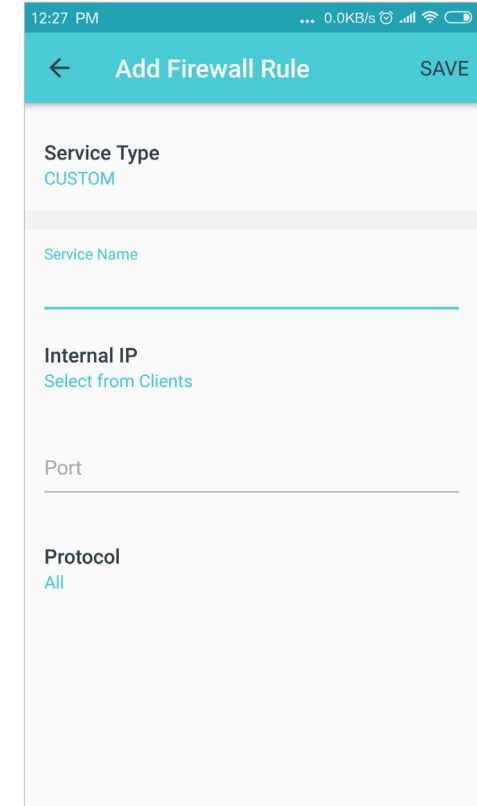 12:27 PM ... 0.0KB/s
Add Firewall Rule SAVE
Service Type
CUSTOM
Service Name
Internal IP
Select from Clients
Port
Protocol
All